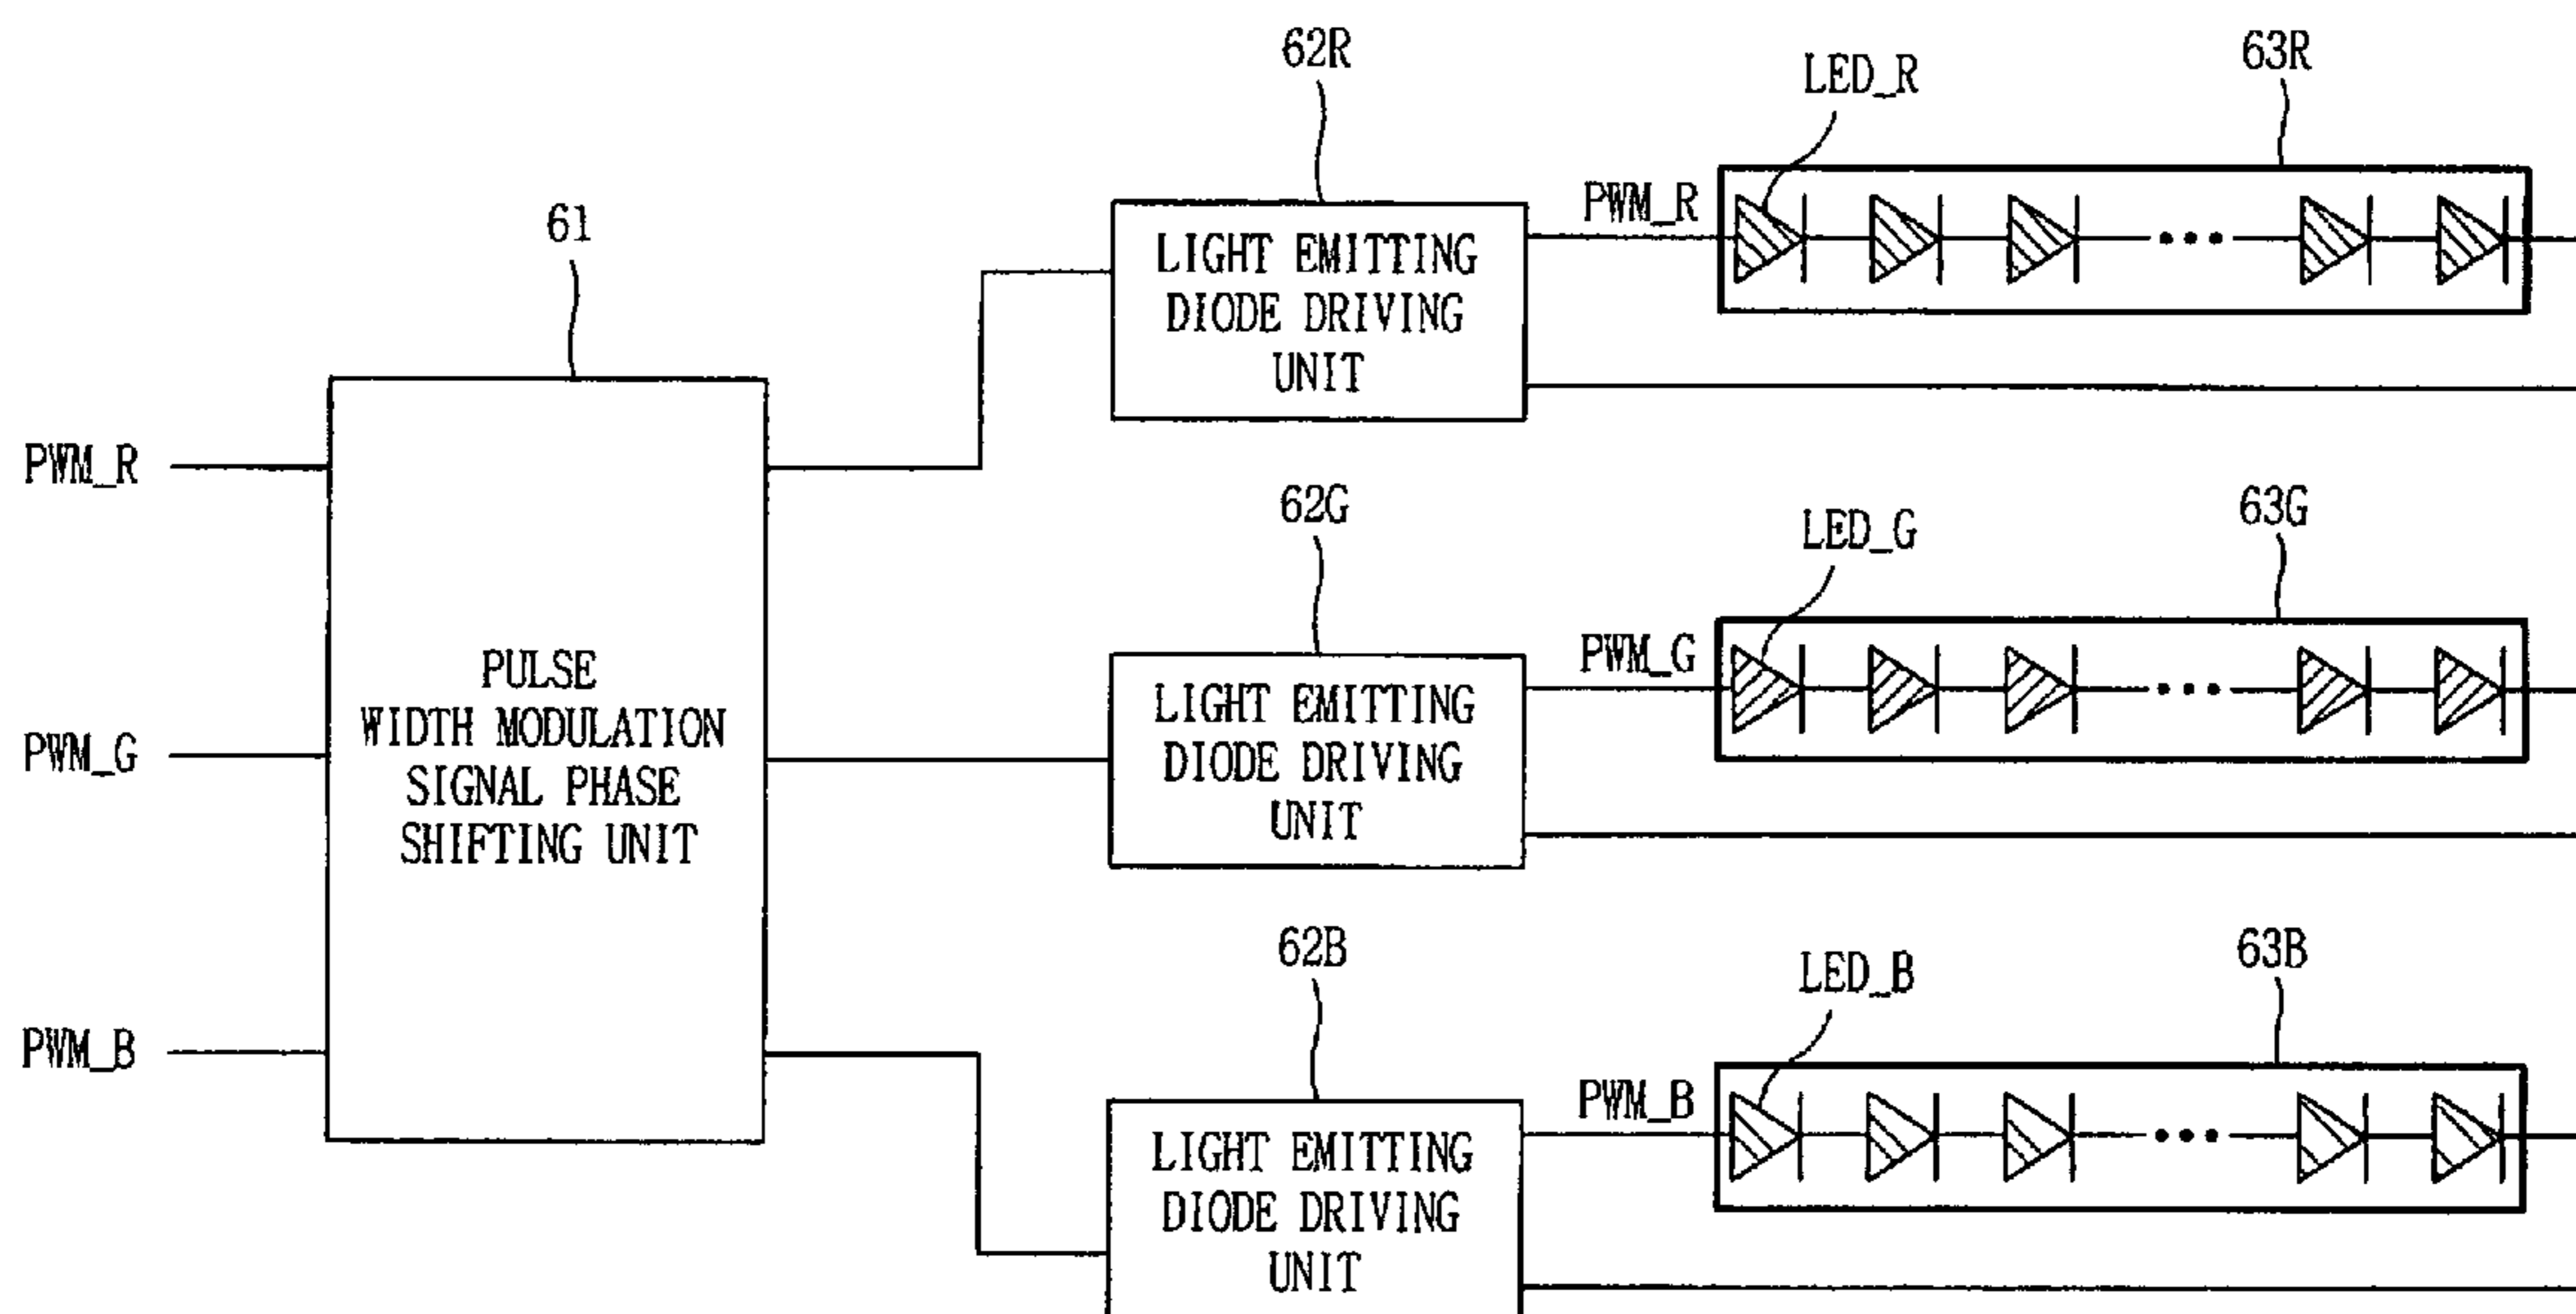 62R
63R
LED_R
61
PWM_R
LIGHT EMITTING
DIODE DRIVING
UNIT
PWM_R
62G
63G
LED_G
PWM_G
PULSE
WIDTH MODULATION
SIGNAL PHASE
SHIFTING UNIT
LIGHT EMITTING
DIODE DRIVING
UNIT
PWM_G
62B
63B
LED_B
PWM_B
PWM_B
LIGHT EMITTING
DIODE DRIVING
UNIT